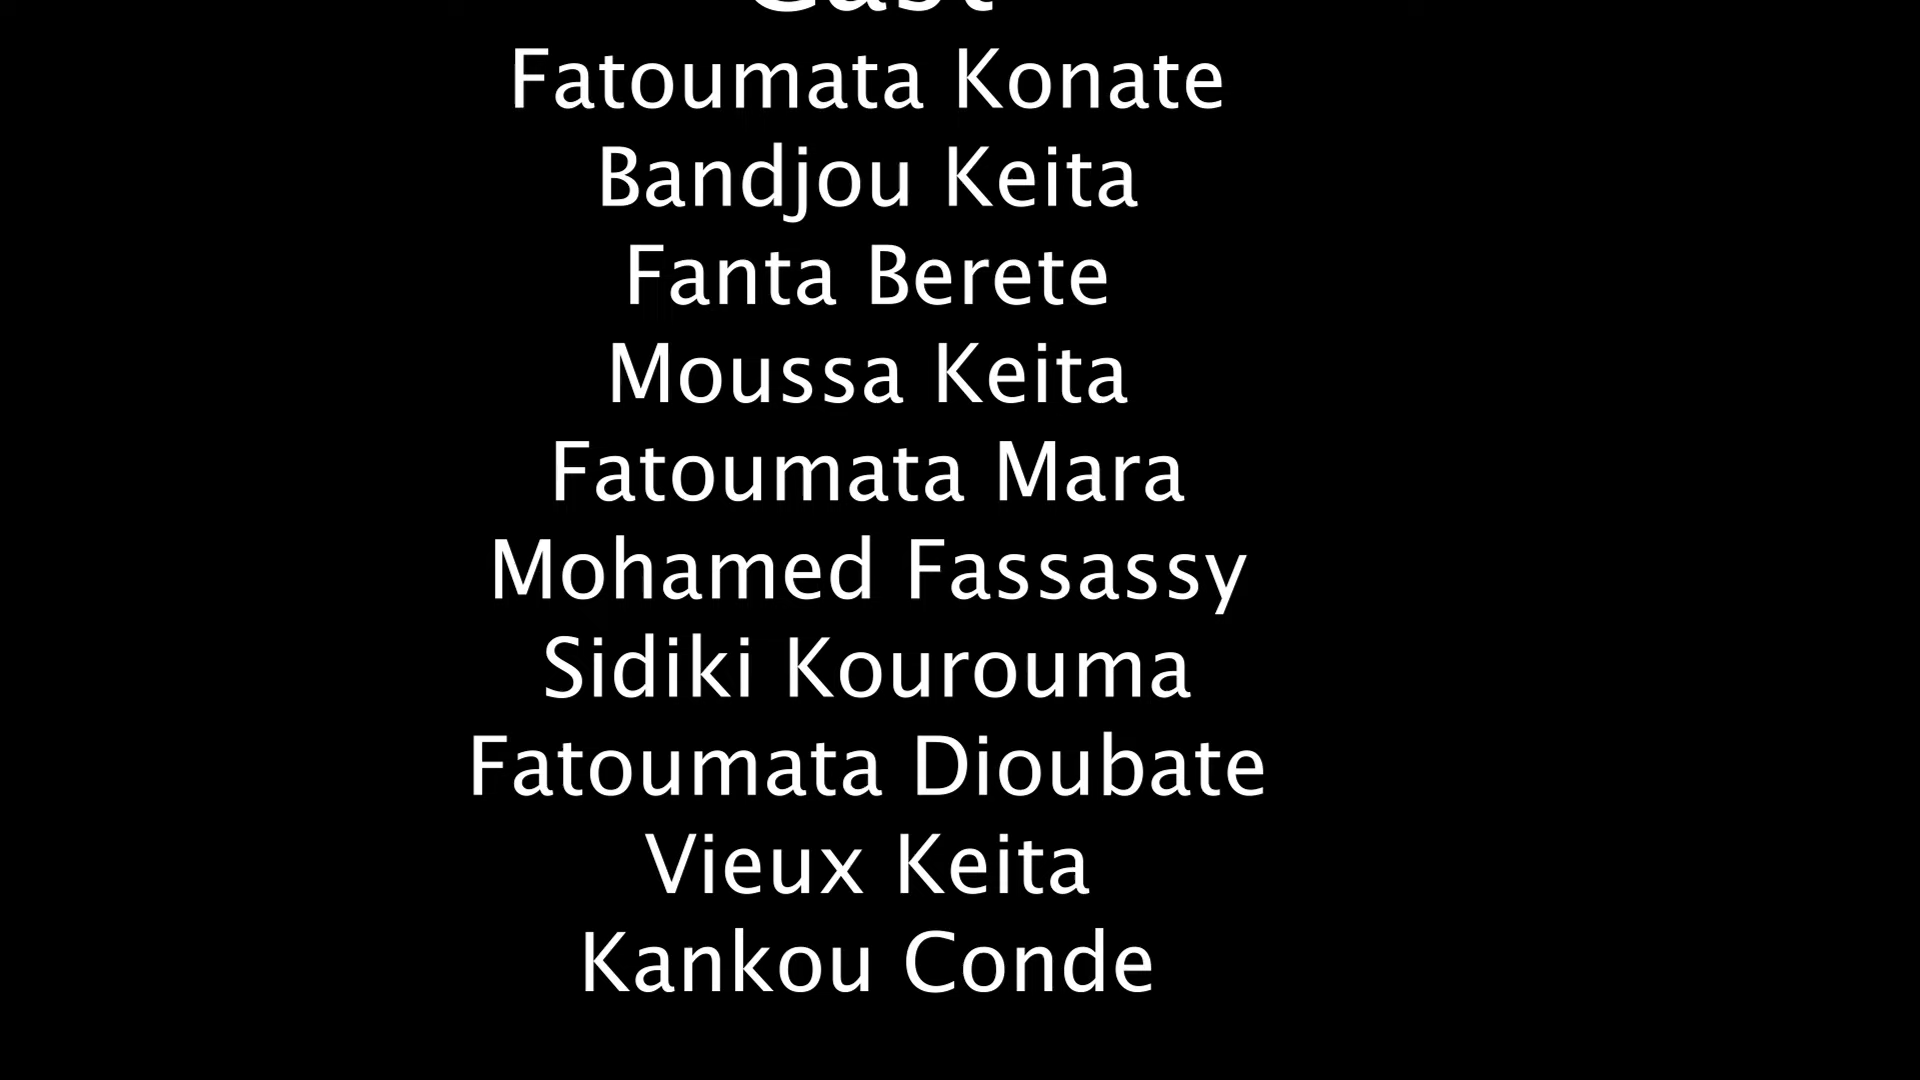 Cast
Fatoumata Konate
Bandjou Keita
Fanta Berete
Moussa Keita
Fatoumata Mara
Mohamed Fassassy
Sidiki Kourouma
Fatoumata Dioubate
Vieux Keita
Kankou Conde